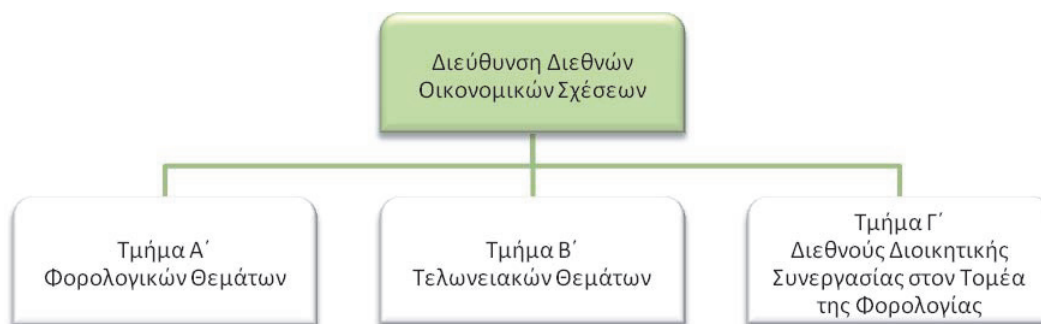 Διεύθυνση Διεθνών
Οικονομικών Σχέσεων
Τμήμα Α΄
Φορολογικών Θεμάτων
Τμήμα Β΄
Τελωνειακών Θεμάτων
Τμήμα Γ΄
Διεθνούς Διοικητικής
Συνεργασίας στον Τομέα
της Φορολογίας